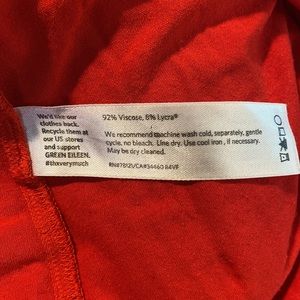 We'd like our
clothes back.
Recycle them at
our US stores
and support
GREEN EILEEN.
#thxverymuch
92% Viscose, 8% Lycra®
We recommend machine wash cold, separately, gentle
cycle, no bleach. Line dry. Use cool iron, if necessary.
May be dry cleaned.
RN#78121/CA#34460 B4VF